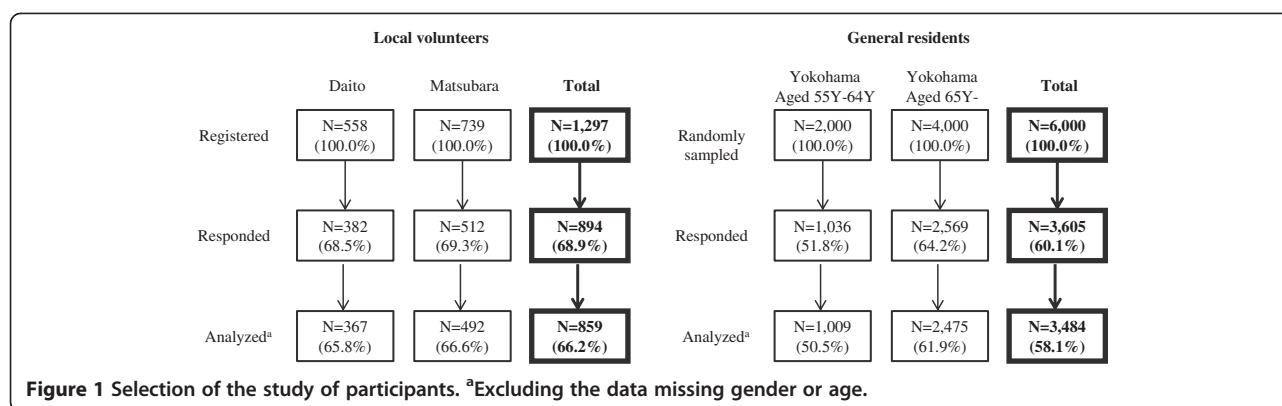 Local volunteers
General residents
Daito
Matsubara
Total
Yokohama
Aged 55Y-64Y
Yokohama
Aged 65Y-
Total
Registered
N=558
(100.0%)
N=739
(100.0%)
N=1,297
(100.0%)
Randomly
sampled
N=2,000
(100.0%)
N=4,000
(100.0%)
N=6,000
(100.0%)
Responded
N=382
(68.5%)
N=512
(69.3%)
N=894
(68.9%)
Responded
N=1,036
(51.8%)
N=2,569
(64.2%)
N=3,605
(60.1%)
Analyzedᵃ
N=367
(65.8%)
N=492
(66.6%)
N=859
(66.2%)
Analyzedᵃ
N=1,009
(50.5%)
N=2,475
(61.9%)
N=3,484
(58.1%)
Figure 1 Selection of the study of participants. ᵃExcluding the data missing gender or age.